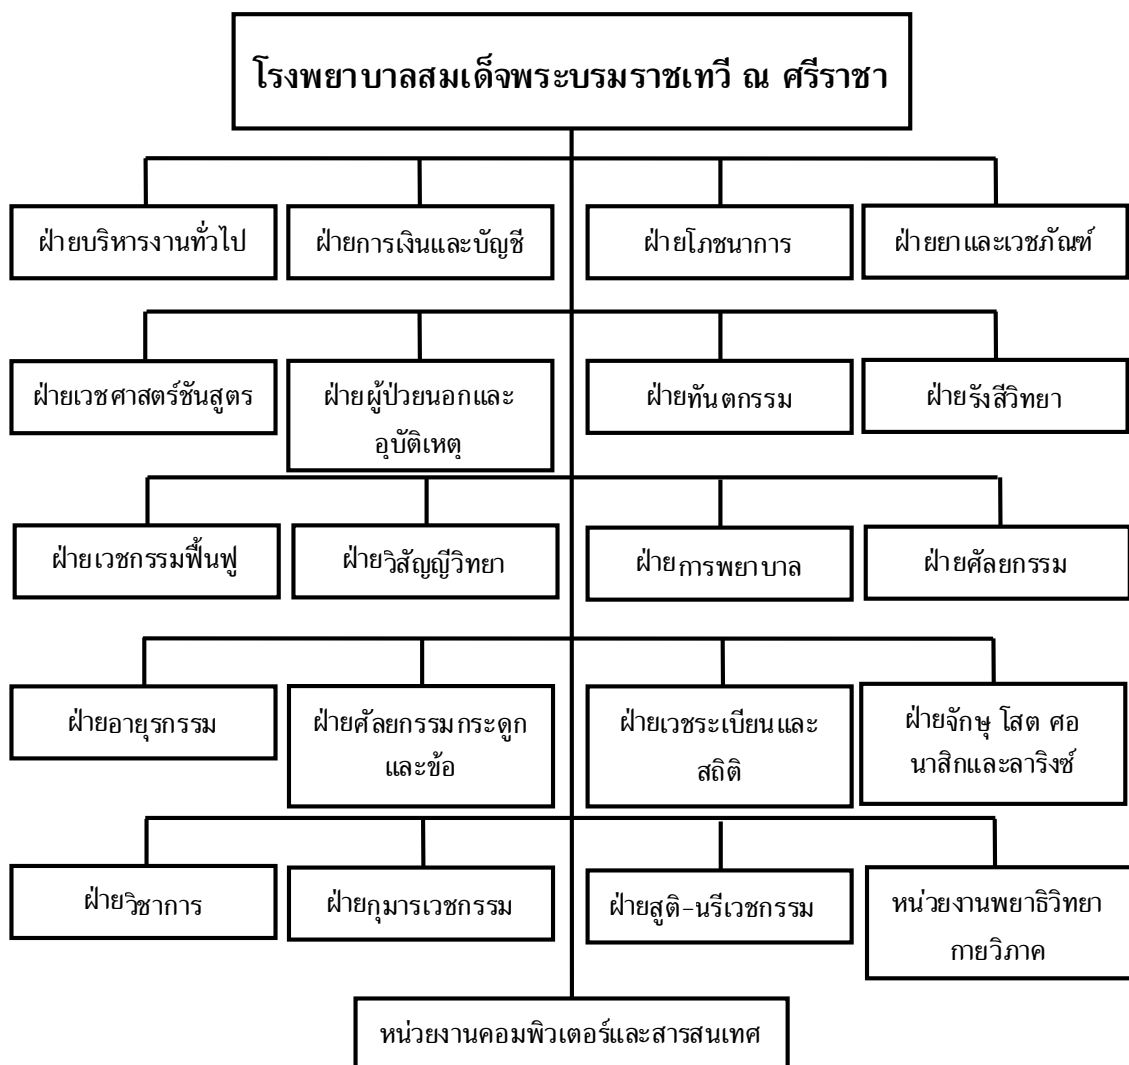 โรงพยาบาลสมเด็จพระบรมราชเทวี ณ ศรีราชา
ฝ่ายบริหารงานทั่วไป
ฝ่ายการเงินและบัญชี
ฝ่ายโภชนาการ
ฝ่ายยาและเวชภัณฑ์
ฝ่ายเวชศาสตร์ชันสูตร
ฝ่ายผู้ป่วยนอกและ
อุบัติเหตุ
ฝ่ายทันตกรรม
ฝ่ายรังสีวิทยา
ฝ่ายเวชกรรมฟื้นฟู
ฝ่ายวิสัญญีวิทยา
ฝ่ายการพยาบาล
ฝ่ายศัลยกรรม
ฝ่ายอายุรกรรม
ฝ่ายศัลยกรรมกระดูก
และข้อ
ฝ่ายเวชระเบียนและ
สถิติ
ฝ่ายจักษุ โสต ศอ
นาสิกและลาริงซ์
ฝ่ายวิชาการ
ฝ่ายกุมารเวชกรรม
ฝ่ายสูติ-นรีเวชกรรม
หน่วยงานพยาธิวิทยา
กายวิภาค
หน่วยงานคอมพิวเตอร์และสารสนเทศ